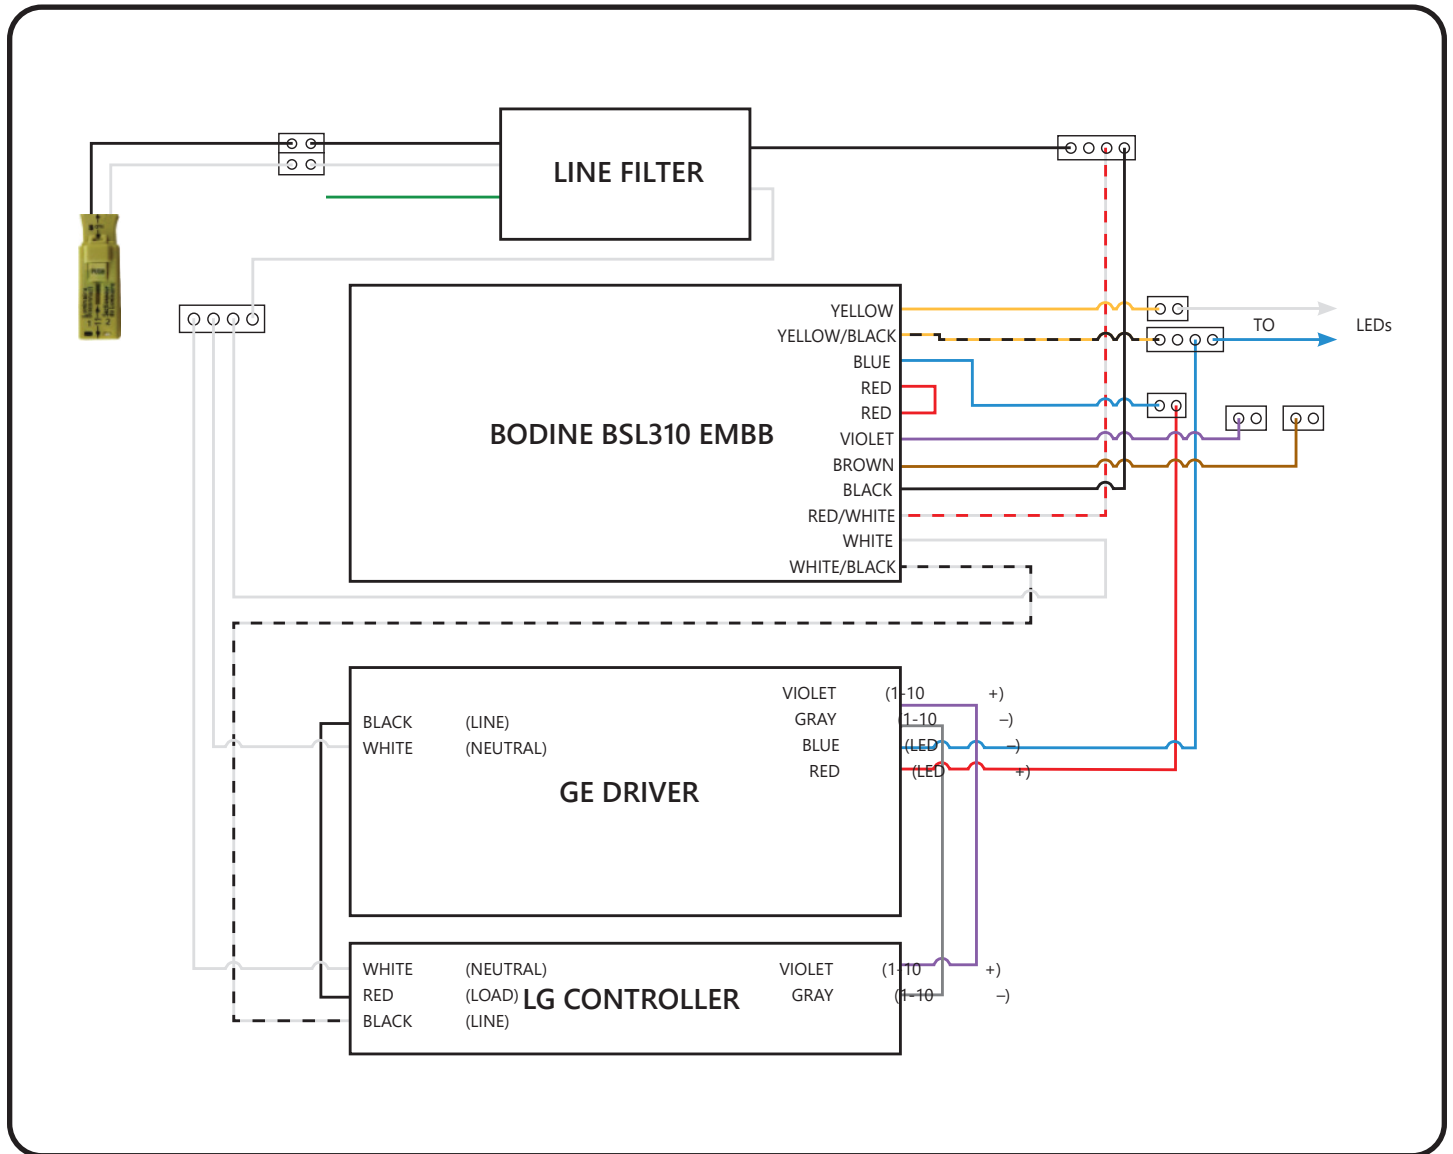 LINE FILTER
YELLOW
TO LEDs
YELLOW/BLACK
BLUE
RED
RED
BODINE BSL310 EMBB
VIOLET
BROWN
BLACK
RED/WHITE
WHITE
WHITE/BLACK
VIOLET (1-10 +)
BLACK (LINE)
GRAY (1-10 –)
WHITE (NEUTRAL)
BLUE (LED –)
RED (LED +)
GE DRIVER
WHITE (NEUTRAL)
VIOLET (1-10 +)
RED (LOAD)
LG CONTROLLER
GRAY (1-10 –)
BLACK (LINE)